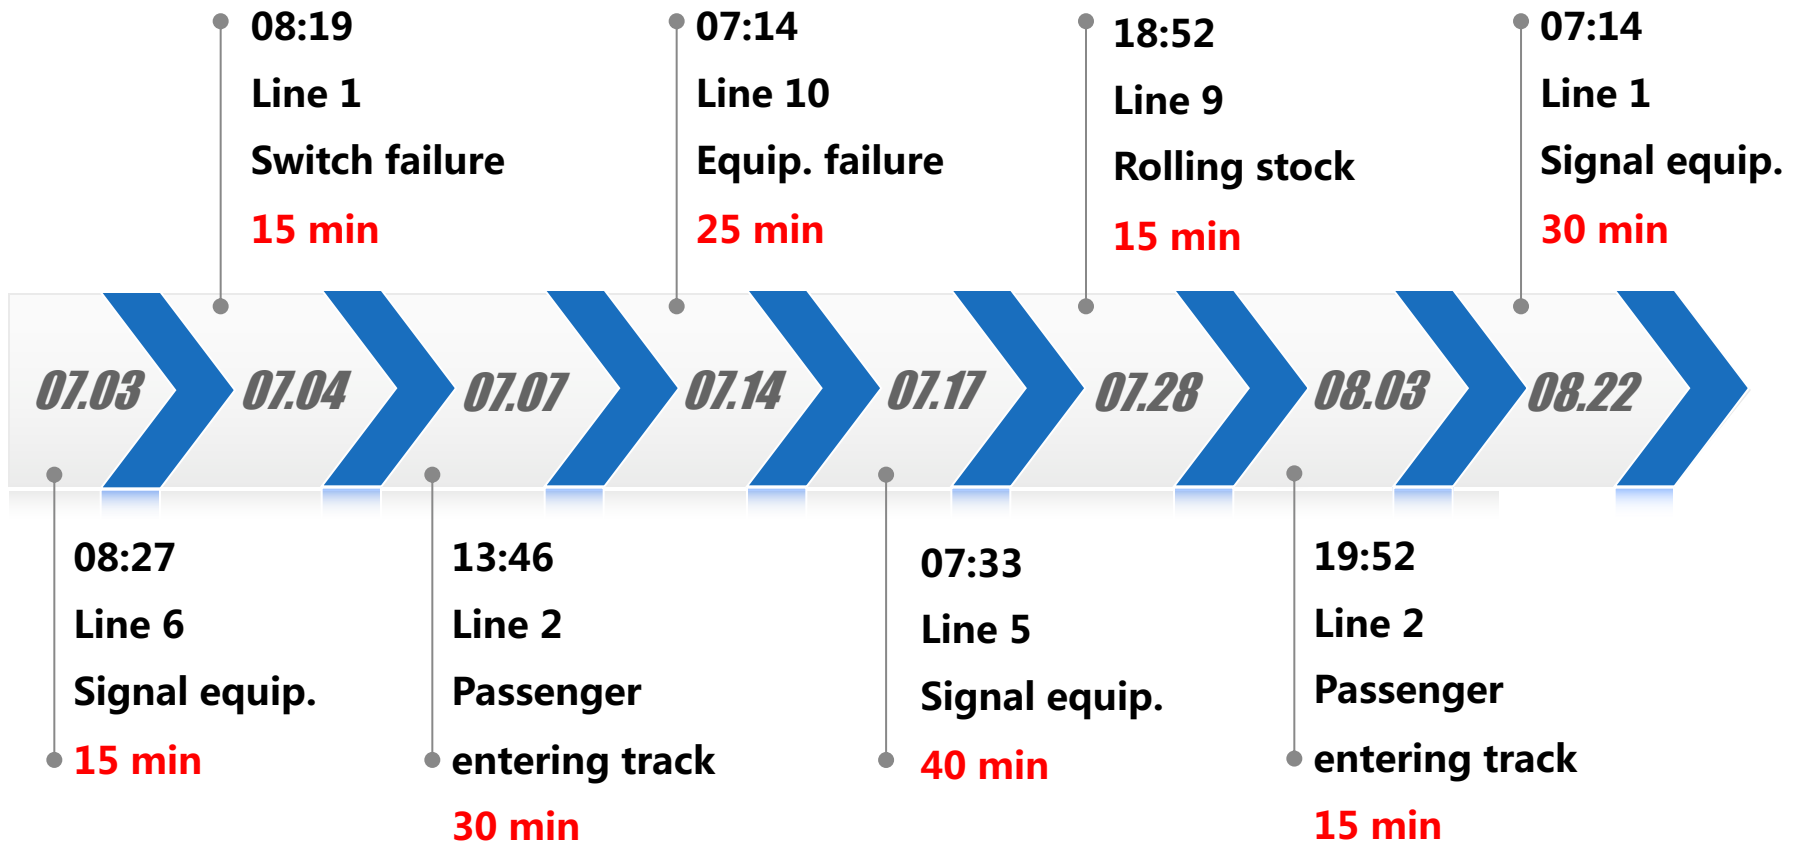 08:19
Line 1
Switch failure
15 min
07:14
Line 10
Equip. failure
25 min
18:52
Line 9
Rolling stock
15 min
07:14
Line 1
Signal equip.
30 min
07.03
07.04
07.07
07.14
07.17
07.28
08.03
08.22
08:27
Line 6
Signal equip.
15 min
13:46
Line 2
Passenger
entering track
30 min
07:33
Line 5
Signal equip.
40 min
19:52
Line 2
Passenger
entering track
15 min